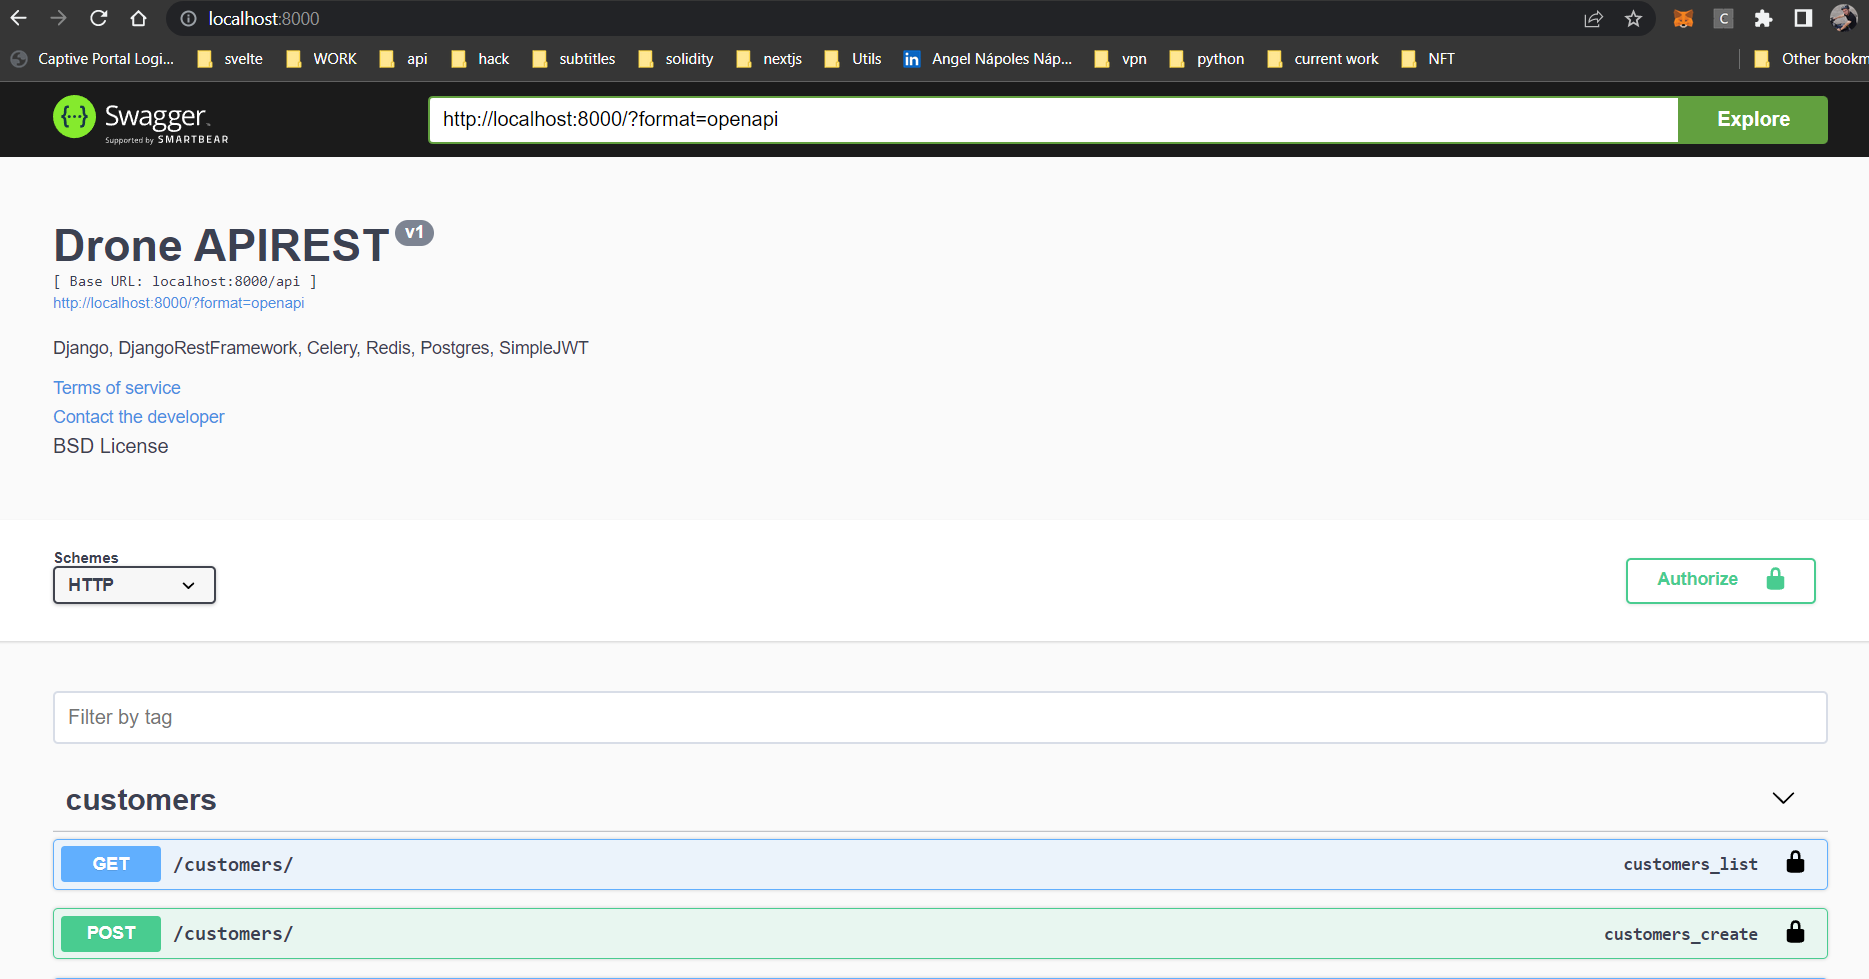 localhost:8000
Captive Portal Logi... svelte WORK api hack subtitles solidity nextjs Utils in Angel Nápoles Náp... vpn python current work NFT Other bookm
C
{···} Swagger
Supported by SMARTBEAR
http://localhost:8000/?format=openapi Explore
Drone APIREST v1
[ Base URL: localhost:8000/api ]
http://localhost:8000/?format=openapi
Django, DjangoRestFramework, Celery, Redis, Postgres, SimpleJWT
Terms of service
Contact the developer
BSD License
Schemes
HTTP
Authorize
Filter by tag
customers
GET /customers/ customers_list
POST /customers/ customers_create